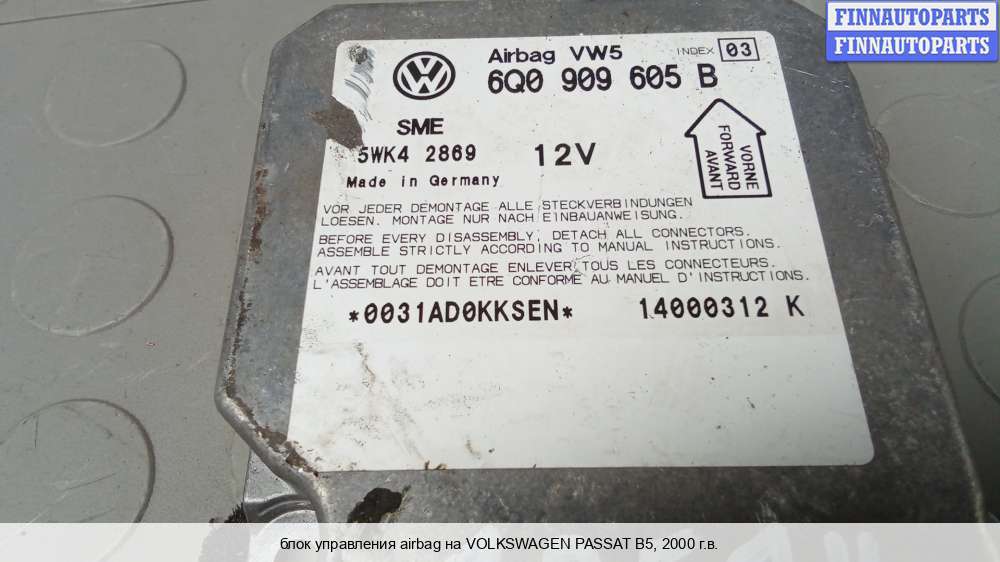 FINNAUTOPARTS
FINNAUTOPARTS
Airbag VW5
INDEX 03
6Q0 909 605 B
SME
5WK4 2869
12V
VORNE
FORWARD
AVANT
Made in Germany
VOR JEDER DEMONTAGE ALLE STECKVERBINDUNGEN
LOESEN. MONTAGE NUR NACH EINBAUANWEISUNG.
BEFORE EVERY DISASSEMBLY, DETACH ALL CONNECTORS.
ASSEMBLE STRICTLY ACCORDING TO MANUAL INSTRUCTIONS.
AVANT TOUT DEMONTAGE ENLEVER TOUS LES CONNECTEURS.
L'ASSEMBLAGE DOIT ETRE CONFORME AU MANUEL D'INSTRUCTIONS.
*0031AD0KKSEN*
14000312 K
блок управления airbag на VOLKSWAGEN PASSAT B5, 2000 г.в.